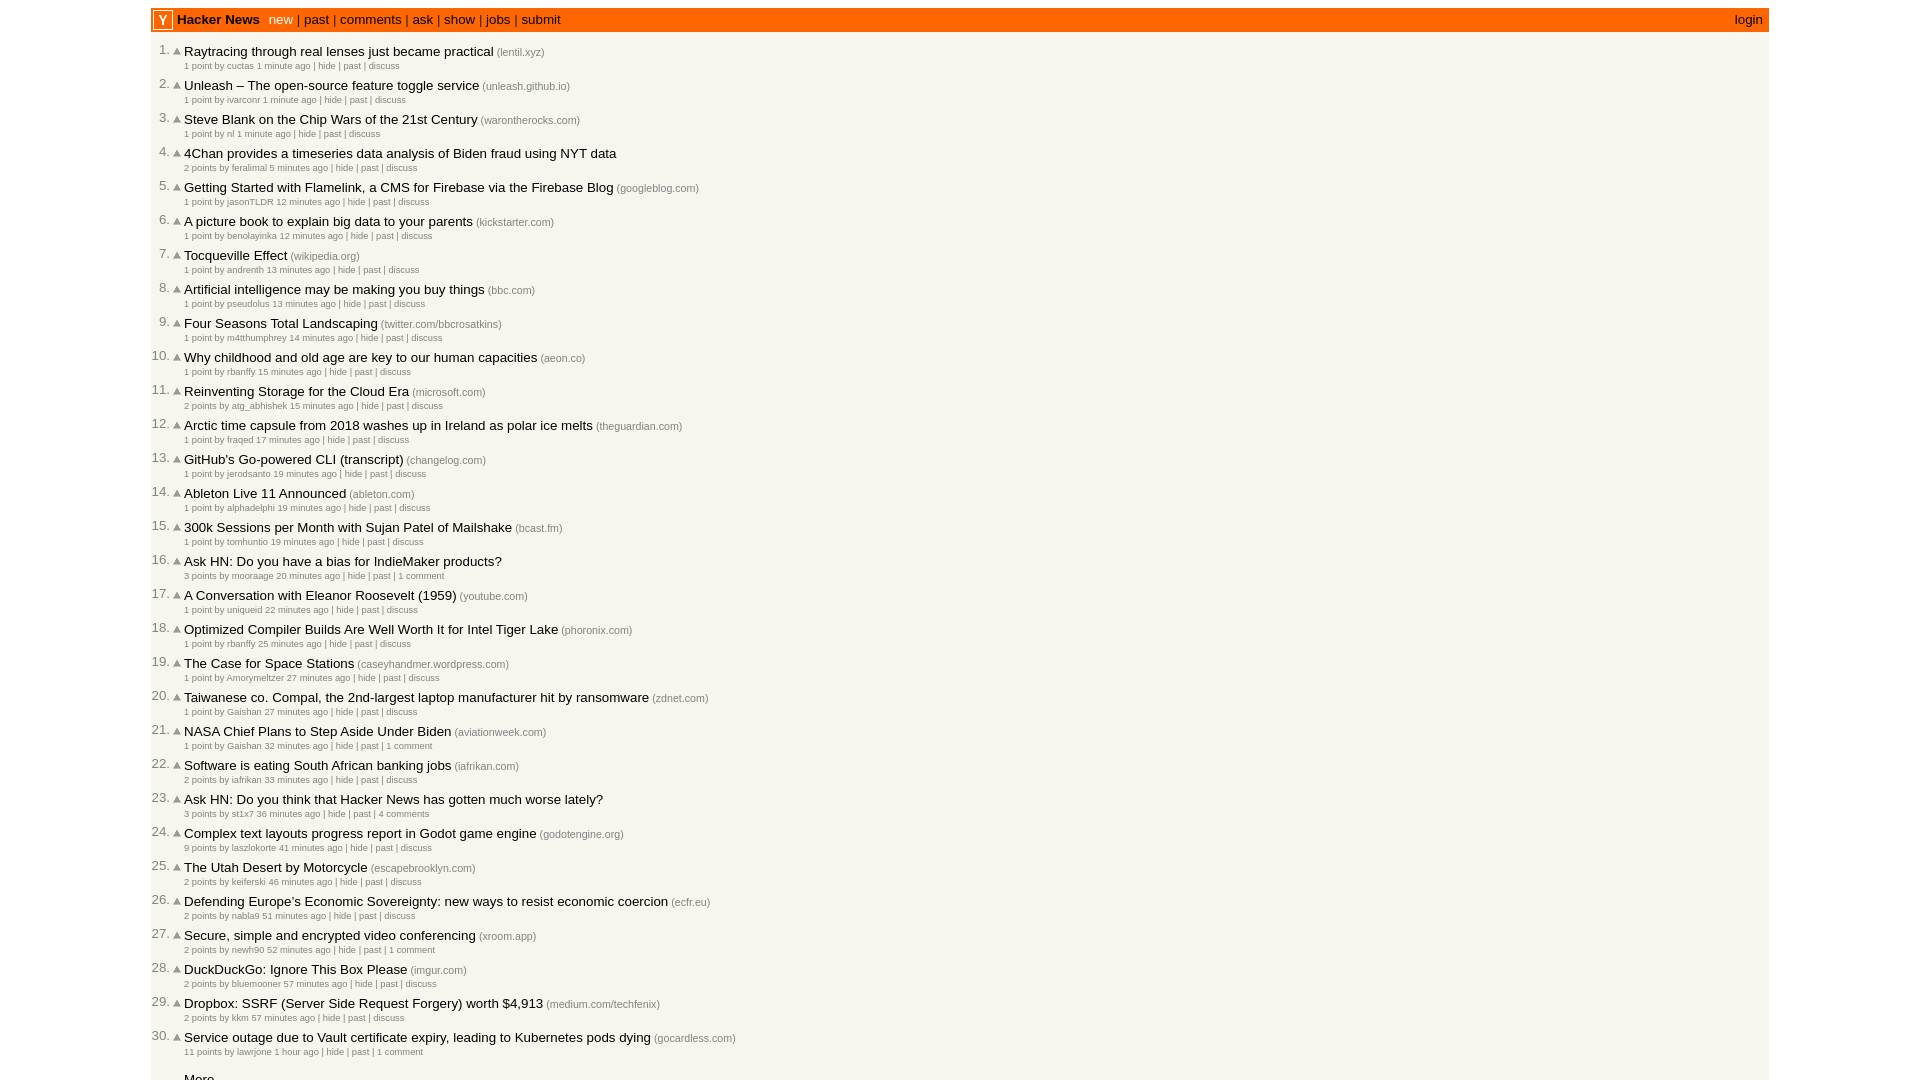 Y Hacker News new | past | comments | ask | show | jobs | submit login
1. Raytracing through real lenses just became practical (lentil.xyz)
1 point by cuctas 1 minute ago | hide | past | discuss
2. Unleash – The open-source feature toggle service (unleash.github.io)
1 point by ivarconr 1 minute ago | hide | past | discuss
3. Steve Blank on the Chip Wars of the 21st Century (warontherocks.com)
1 point by nl 1 minute ago | hide | past | discuss
4. 4Chan provides a timeseries data analysis of Biden fraud using NYT data
2 points by feralimal 5 minutes ago | hide | past | discuss
5. Getting Started with Flamelink, a CMS for Firebase via the Firebase Blog (googleblog.com)
1 point by jasonTLDR 12 minutes ago | hide | past | discuss
6. A picture book to explain big data to your parents (kickstarter.com)
1 point by benolayinka 12 minutes ago | hide | past | discuss
7. Tocqueville Effect (wikipedia.org)
1 point by andrenth 13 minutes ago | hide | past | discuss
8. Artificial intelligence may be making you buy things (bbc.com)
1 point by pseudolus 13 minutes ago | hide | past | discuss
9. Four Seasons Total Landscaping (twitter.com/bbcrosatkins)
1 point by m4tthumphrey 14 minutes ago | hide | past | discuss
10. Why childhood and old age are key to our human capacities (aeon.co)
1 point by rbanffy 15 minutes ago | hide | past | discuss
11. Reinventing Storage for the Cloud Era (microsoft.com)
2 points by atg_abhishek 15 minutes ago | hide | past | discuss
12. Arctic time capsule from 2018 washes up in Ireland as polar ice melts (theguardian.com)
1 point by fraqed 17 minutes ago | hide | past | discuss
13. GitHub's Go-powered CLI (transcript) (changelog.com)
1 point by jerodsanto 19 minutes ago | hide | past | discuss
14. Ableton Live 11 Announced (ableton.com)
1 point by alphadelphi 19 minutes ago | hide | past | discuss
15. 300k Sessions per Month with Sujan Patel of Mailshake (bcast.fm)
1 point by tomhuntio 19 minutes ago | hide | past | discuss
16. Ask HN: Do you have a bias for IndieMaker products?
3 points by mooraage 20 minutes ago | hide | past | 1 comment
17. A Conversation with Eleanor Roosevelt (1959) (youtube.com)
1 point by uniqueid 22 minutes ago | hide | past | discuss
18. Optimized Compiler Builds Are Well Worth It for Intel Tiger Lake (phoronix.com)
1 point by rbanffy 25 minutes ago | hide | past | discuss
19. The Case for Space Stations (caseyhandmer.wordpress.com)
1 point by Amorymeltzer 27 minutes ago | hide | past | discuss
20. Taiwanese co. Compal, the 2nd-largest laptop manufacturer hit by ransomware (zdnet.com)
1 point by Gaishan 27 minutes ago | hide | past | discuss
21. NASA Chief Plans to Step Aside Under Biden (aviationweek.com)
1 point by Gaishan 32 minutes ago | hide | past | 1 comment
22. Software is eating South African banking jobs (iafrikan.com)
2 points by iafrikan 33 minutes ago | hide | past | discuss
23. Ask HN: Do you think that Hacker News has gotten much worse lately?
3 points by st1x7 36 minutes ago | hide | past | 4 comments
24. Complex text layouts progress report in Godot game engine (godotengine.org)
9 points by laszlokorte 41 minutes ago | hide | past | discuss
25. The Utah Desert by Motorcycle (escapebrooklyn.com)
2 points by keiferski 46 minutes ago | hide | past | discuss
26. Defending Europe’s Economic Sovereignty: new ways to resist economic coercion (ecfr.eu)
2 points by nabla9 51 minutes ago | hide | past | discuss
27. Secure, simple and encrypted video conferencing (xroom.app)
2 points by newh90 52 minutes ago | hide | past | 1 comment
28. DuckDuckGo: Ignore This Box Please (imgur.com)
2 points by bluemooner 57 minutes ago | hide | past | discuss
29. Dropbox: SSRF (Server Side Request Forgery) worth $4,913 (medium.com/techfenix)
2 points by kkm 57 minutes ago | hide | past | discuss
30. Service outage due to Vault certificate expiry, leading to Kubernetes pods dying (gocardless.com)
11 points by lawrjone 1 hour ago | hide | past | 1 comment
More